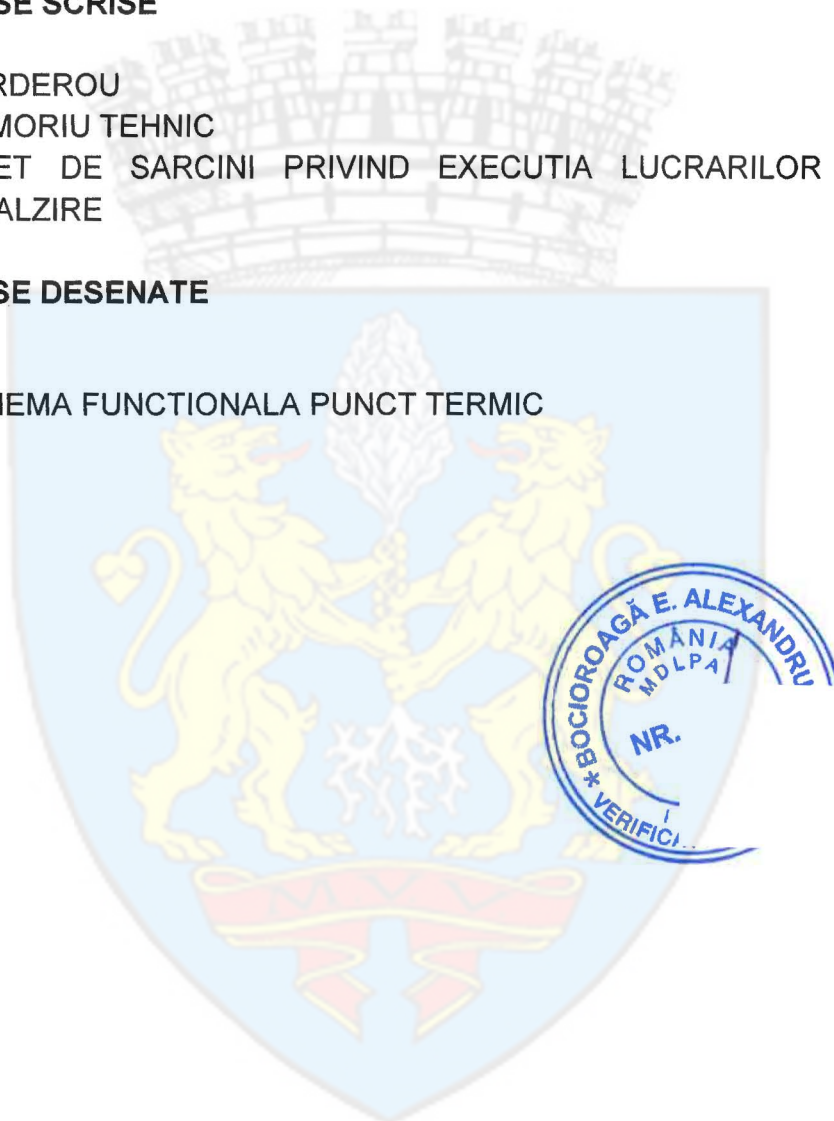 SE SCRISE
RDEROU
MORIU TEHNIC
ET DE SARCINI PRIVIND EXECUTIA LUCRARILOR
ALZIRE
SE DESENATE
IEMA FUNCTIONALA PUNCT TERMIC
BOCIOROAGĂ E. ALEXANDRU
ROMÂNIA
MDLPA
NR.
* VERIFIC
MVV